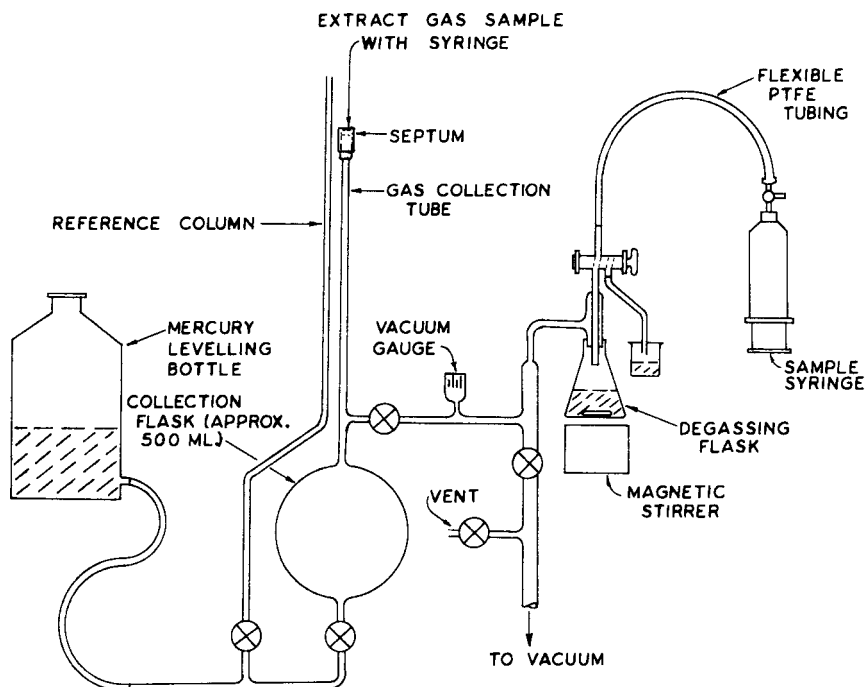 EXTRACT GAS SAMPLE
WITH SYRINGE
FLEXIBLE
PTFE
TUBING
SEPTUM
GAS COLLECTION
TUBE
REFERENCE COLUMN
MERCURY
LEVELLING
BOTTLE
VACUUM
GAUGE
SAMPLE
SYRINGE
COLLECTION
FLASK (APPROX.
500 ML.)
DEGASSING
FLASK
MAGNETIC
STIRRER
VENT
TO VACUUM